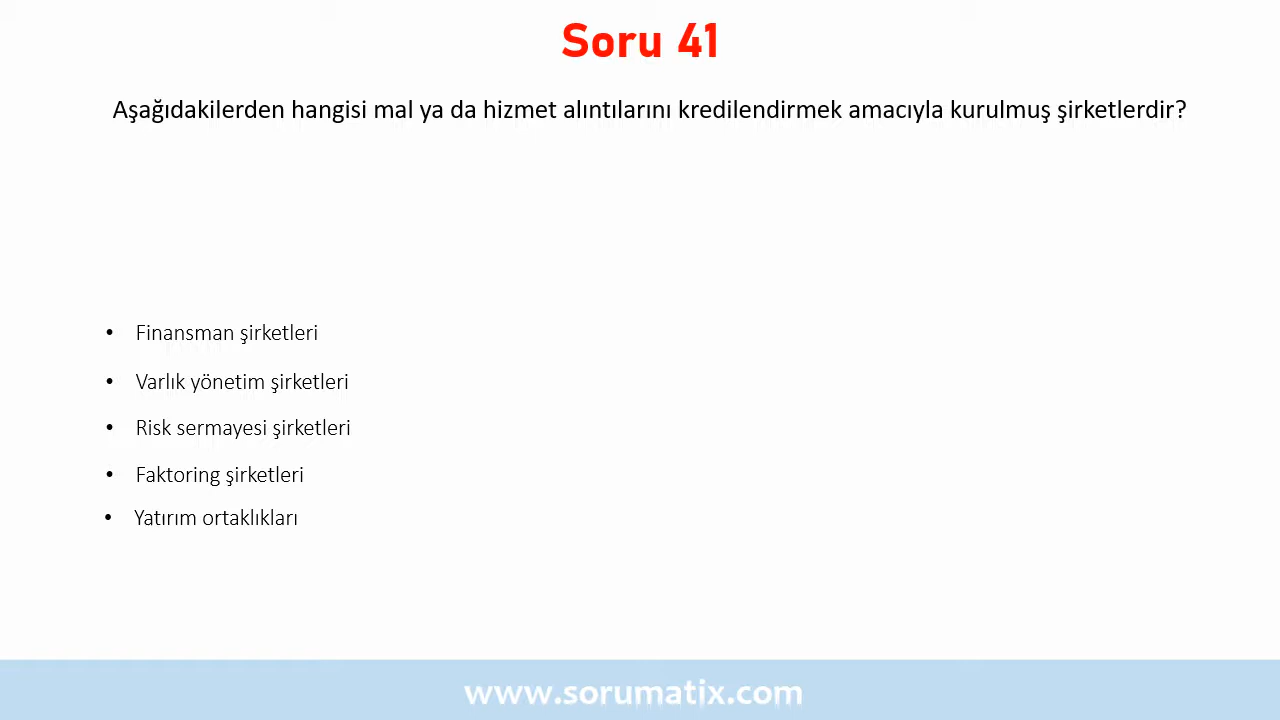 Soru 41
Aşağıdakilerden hangisi mal ya da hizmet alıntılarını kredilendirmek amacıyla kurulmuş şirketlerdir?
• Finansman şirketleri
• Varlık yönetim şirketleri
• Risk sermayesi şirketleri
• Faktoring şirketleri
• Yatırım ortaklıkları
www.sorumatix.com